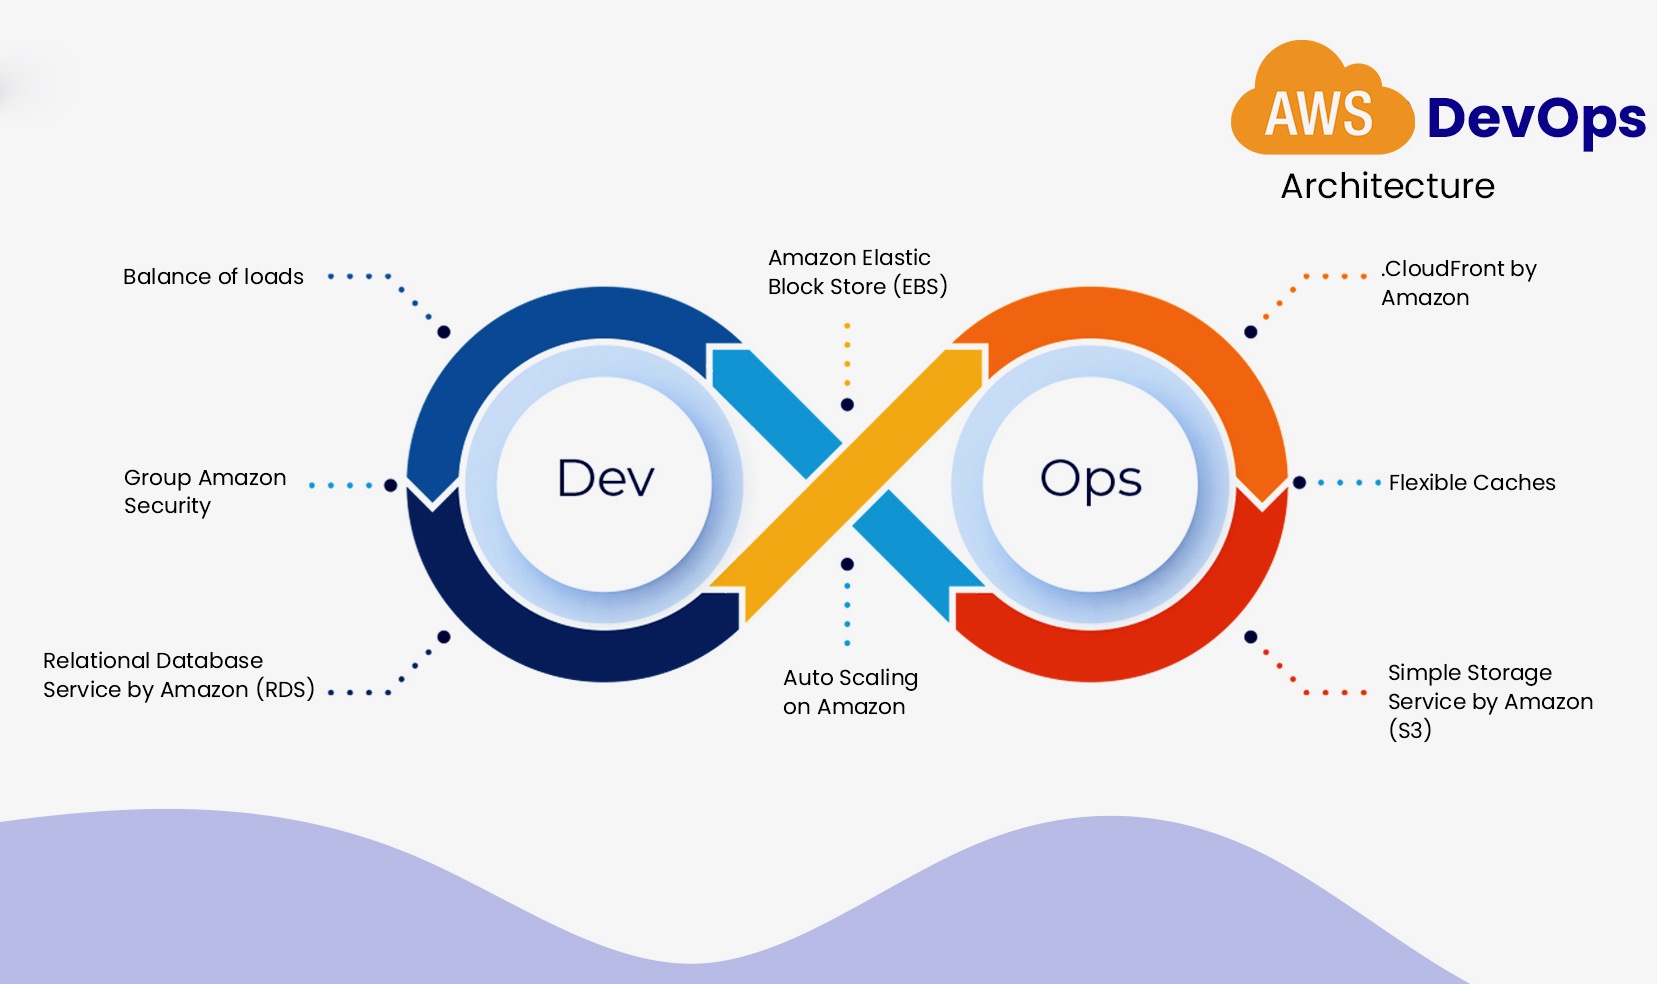 AWS DevOps
Architecture
Balance of loads
Amazon Elastic
Block Store (EBS)
.CloudFront by
Amazon
Dev
Ops
Group Amazon
Security
Flexible Caches
Relational Database
Service by Amazon (RDS)
Auto Scaling
on Amazon
Simple Storage
Service by Amazon
(S3)